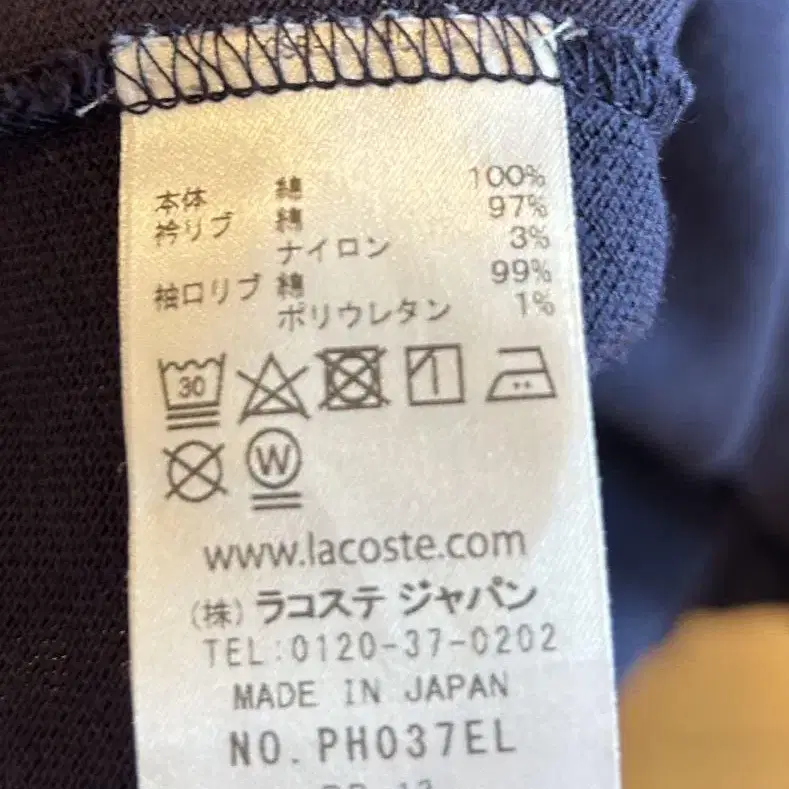 本体 綿 100%
衿リブ 綿 97%
ナイロン 3%
袖口リブ 綿 99%
ポリウレタン 1%
30
W
www.lacoste.com
(株) ラコステ ジャパン
TEL:0120-37-0202
MADE IN JAPAN
NO. PH037EL